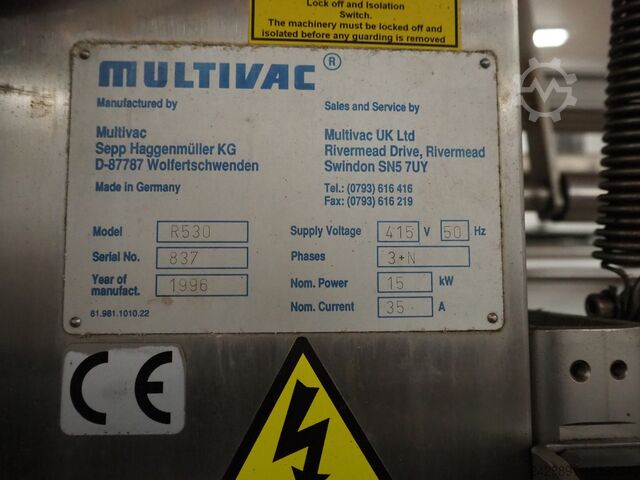 Lock off and Isolation
Switch.
The machinery must be locked off and
isolated before any guarding is removed
MULTIVAC ®
Manufactured by
Multivac
Sepp Haggenmüller KG
D-87787 Wolfertschwenden
Made in Germany
Sales and Service by
Multivac UK Ltd
Rivermead Drive, Rivermead
Swindon SN5 7UY
Tel.: (0793) 616 416
Fax: (0793) 616 219
Model R530
Serial No. 837
Year of
manufact. 1996
81.981.1010.22
Supply Voltage 415 V 50 Hz
Phases 3+N
Nom. Power 15 kW
Nom. Current 35 A
CE